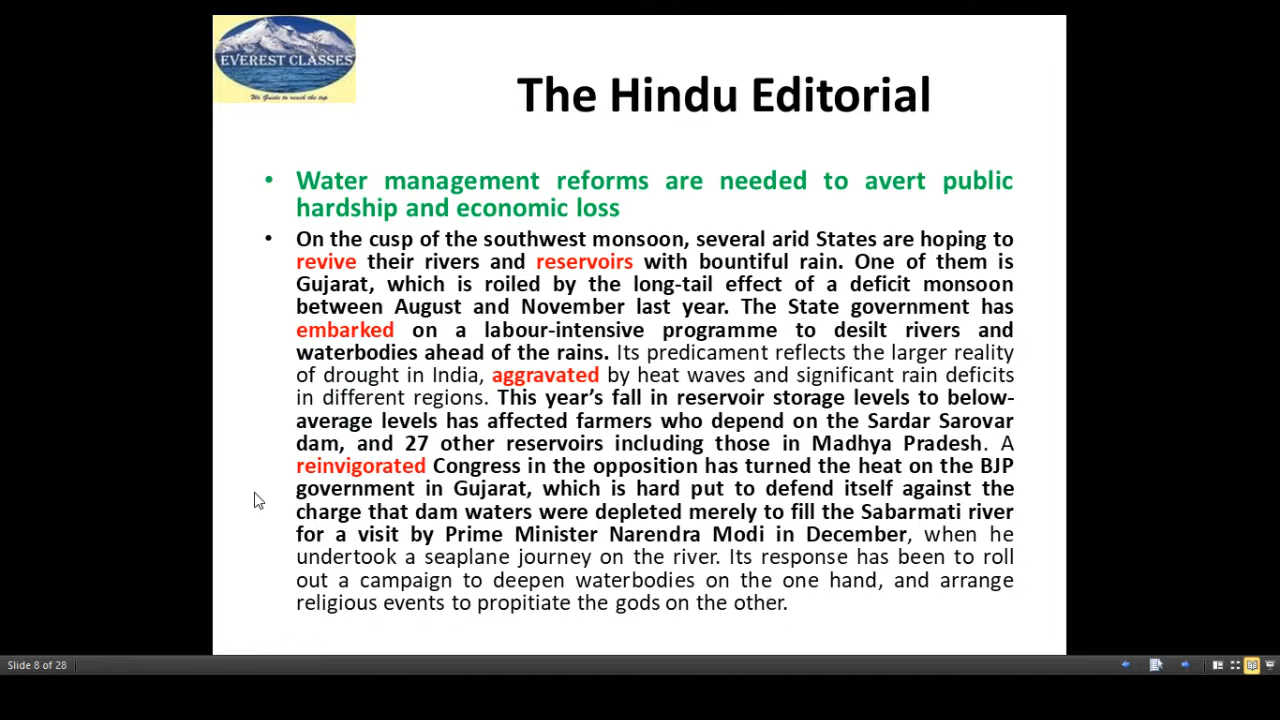 EVEREST CLASSES
We Guide to reach the top
The Hindu Editorial
• Water management reforms are needed to avert public
hardship and economic loss
• On the cusp of the southwest monsoon, several arid States are hoping to
revive their rivers and reservoirs with bountiful rain. One of them is
Gujarat, which is roiled by the long-tail effect of a deficit monsoon
between August and November last year. The State government has
embarked on a labour-intensive programme to desilt rivers and
waterbodies ahead of the rains. Its predicament reflects the larger reality
of drought in India, aggravated by heat waves and significant rain deficits
in different regions. This year’s fall in reservoir storage levels to below-
average levels has affected farmers who depend on the Sardar Sarovar
dam, and 27 other reservoirs including those in Madhya Pradesh. A
reinvigorated Congress in the opposition has turned the heat on the BJP
government in Gujarat, which is hard put to defend itself against the
charge that dam waters were depleted merely to fill the Sabarmati river
for a visit by Prime Minister Narendra Modi in December, when he
undertook a seaplane journey on the river. Its response has been to roll
out a campaign to deepen waterbodies on the one hand, and arrange
religious events to propitiate the gods on the other.
Slide 8 of 28